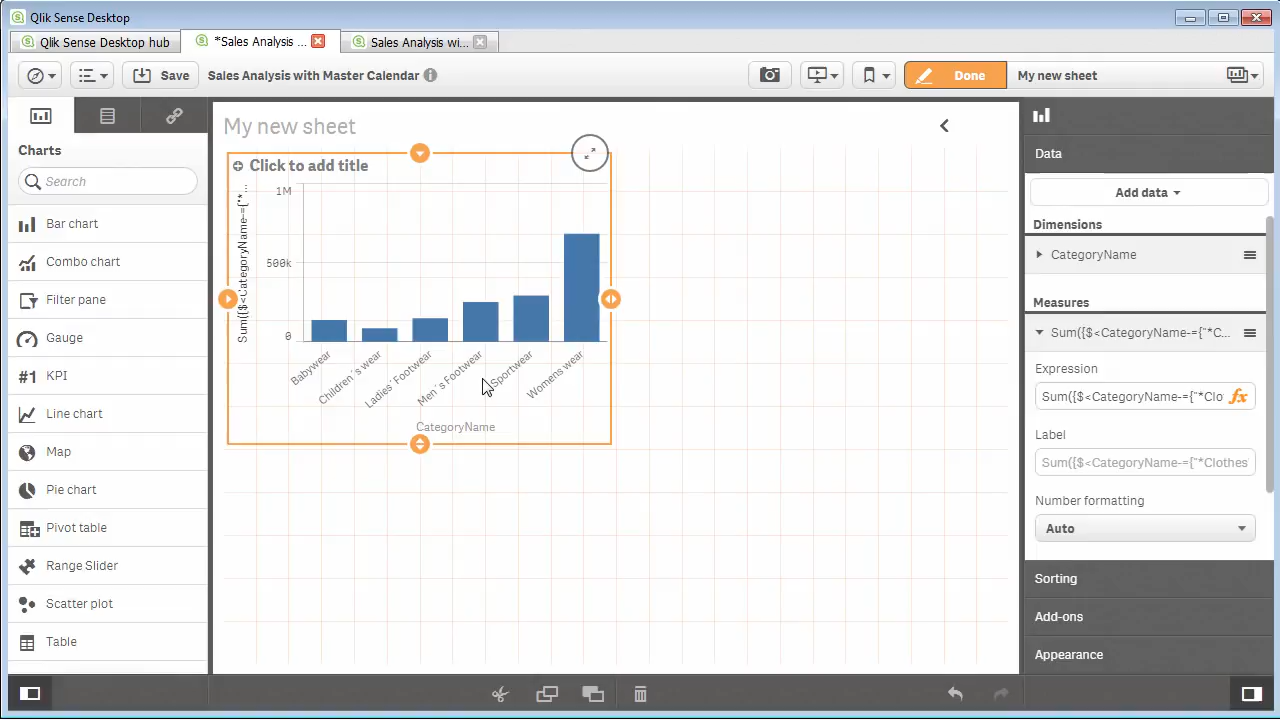 Qlik Sense Desktop
Qlik Sense Desktop hub
*Sales Analysis ...
Sales Analysis wi...
Save
Sales Analysis with Master Calendar
Done
My new sheet
Charts
Search
Bar chart
Combo chart
Filter pane
Gauge
#1 KPI
Line chart
Map
Pie chart
Pivot table
Range Slider
Scatter plot
Table
My new sheet
Click to add title
Sum({$<CategoryName-={"*...
1M
500k
0
Babywear
Children´s wear
Ladies´Footwear
Men´s Footwear
Sportwear
Womens wear
CategoryName
Data
Add data
Dimensions
CategoryName
Measures
Sum({$<CategoryName-={"*C...
Expression
Sum({$<CategoryName-={"*Clo
fx
Label
Sum({$<CategoryName-={"*Clothes
Number formatting
Auto
Sorting
Add-ons
Appearance